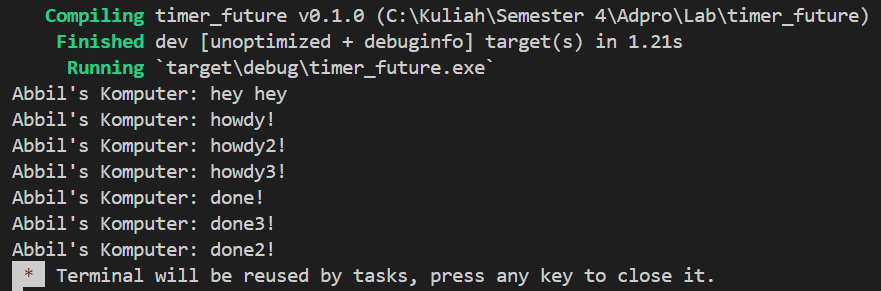 Compiling timer_future v0.1.0 (C:\Kuliah\Semester 4\Adpro\Lab\timer_future)
Finished dev [unoptimized + debuginfo] target(s) in 1.21s
Running `target\debug\timer_future.exe`
Abbil's Komputer: hey hey
Abbil's Komputer: howdy!
Abbil's Komputer: howdy2!
Abbil's Komputer: howdy3!
Abbil's Komputer: done!
Abbil's Komputer: done3!
Abbil's Komputer: done2!
* Terminal will be reused by tasks, press any key to close it.